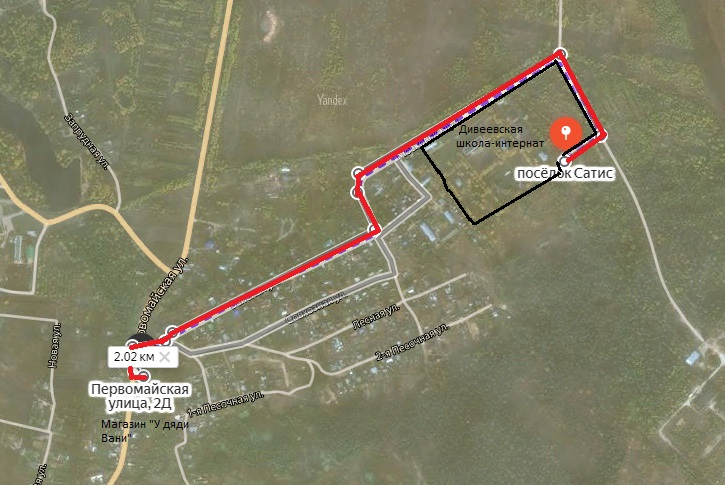 Yandex
Запрудная ул.
Дивеевская
школа-интернат
посёлок Сатис
Первомайская ул.
Лесная ул.
2-я Песочная ул.
Новая ул.
2.02 км
Первомайская
улица, 2Д
1-я Песочная ул.
Магазин "У дяди
Вани"